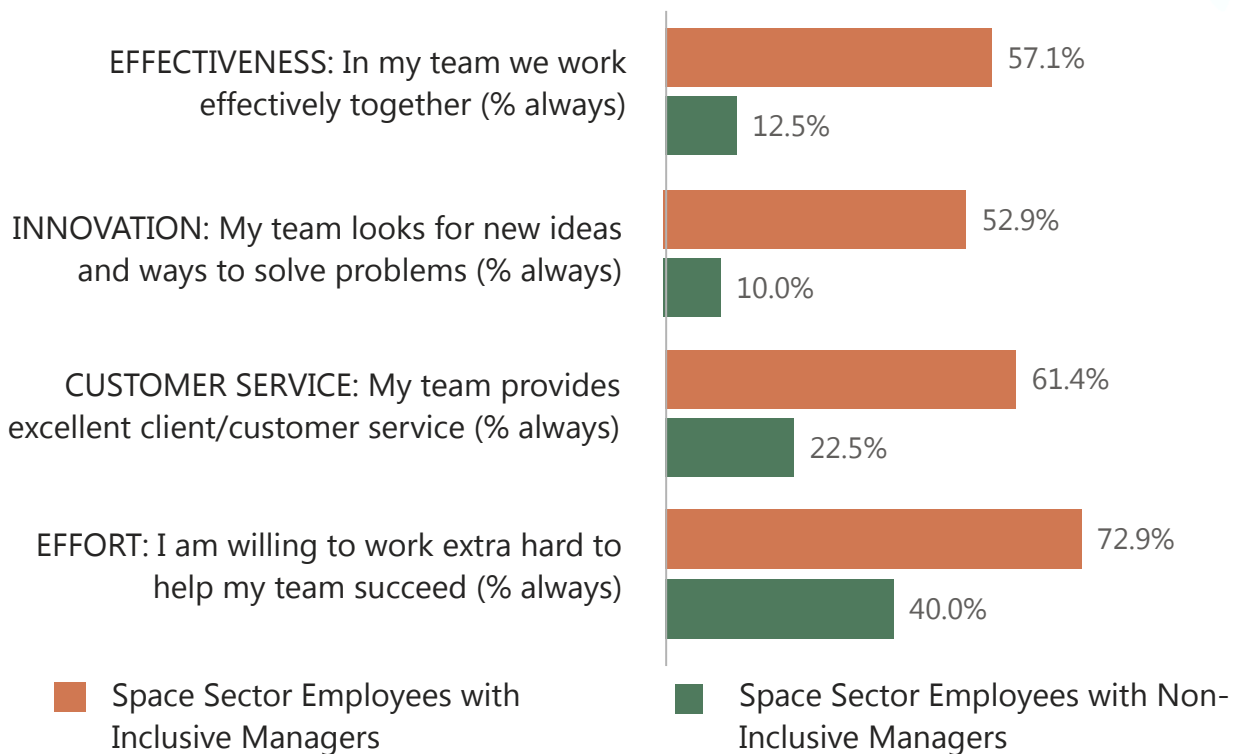 EFFECTIVENESS: In my team we work
effectively together (% always)
57.1%
12.5%
INNOVATION: My team looks for new ideas
and ways to solve problems (% always)
52.9%
10.0%
CUSTOMER SERVICE: My team provides
excellent client/customer service (% always)
61.4%
22.5%
EFFORT: I am willing to work extra hard to
help my team succeed (% always)
72.9%
40.0%
Space Sector Employees with
Inclusive Managers
Space Sector Employees with Non-
Inclusive Managers